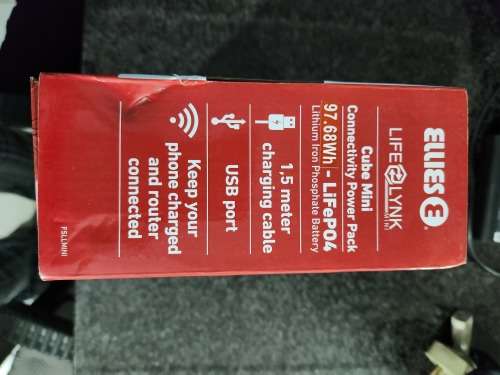 ELLIES E
LIFE LYNK
Cube Mini
Connectivity Power Pack
97.68Wh - LiFePO4
Lithium Iron Phosphate Battery
1,5 meter
charging cable
USB port
Keep your
phone charged
and router
connected
PSLLMINI